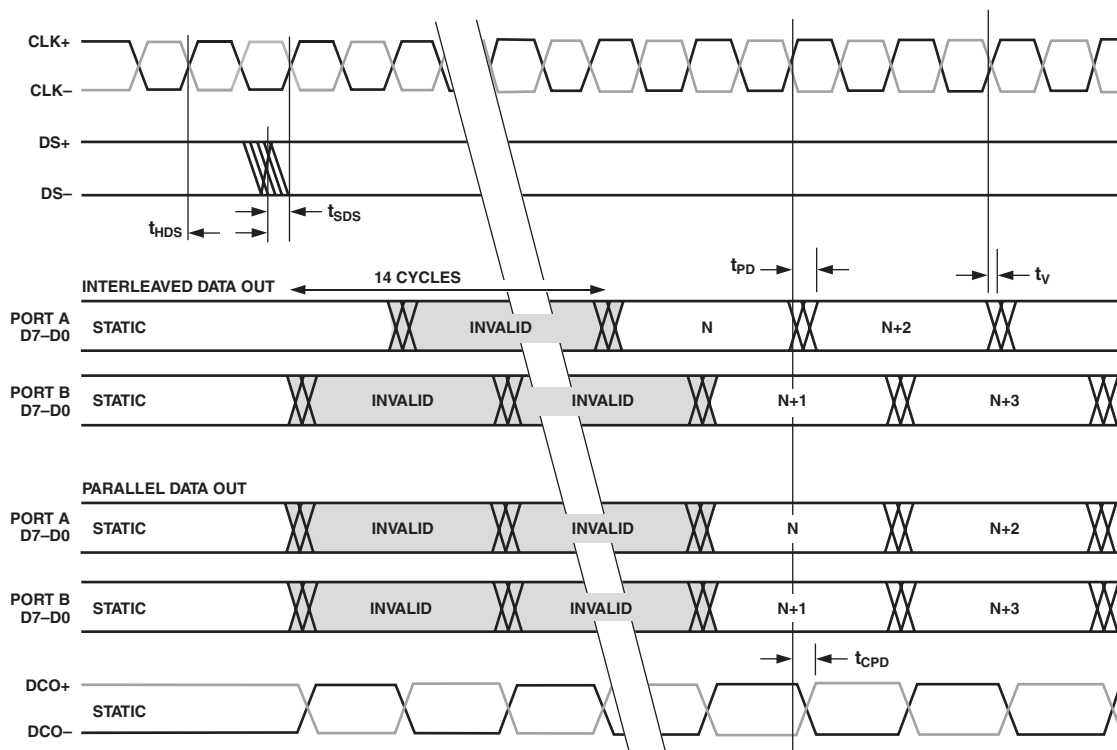 CLK+
CLK–
DS+
DS–
tHDS
tSDS
tPD
tV
14 CYCLES
INTERLEAVED DATA OUT
PORT A
D7–D0
STATIC
INVALID
N
N+2
PORT B
D7–D0
STATIC
INVALID
INVALID
N+1
N+3
PARALLEL DATA OUT
PORT A
D7–D0
STATIC
INVALID
INVALID
N
N+2
PORT B
D7–D0
STATIC
INVALID
INVALID
N+1
N+3
tCPD
DCO+
STATIC
DCO–